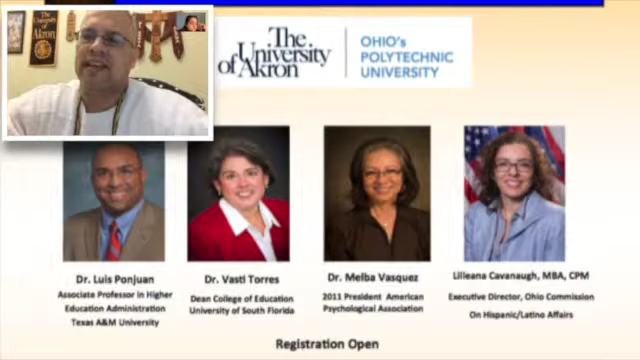 The
University
of Akron
Akron
OHIO's
POLYTECHNIC
UNIVERSITY
Dr. Luis Ponjuan
Associate Professor in Higher
Education Administration
Texas A&M University
Dr. Vasti Torres
Dean College of Education
University of South Florida
Dr. Melba Vasquez
2011 President American
Psychological Association
Lilleana Cavanaugh, MBA, CPM
Executive Director, Ohio Commission
On Hispanic/Latino Affairs
Registration Open